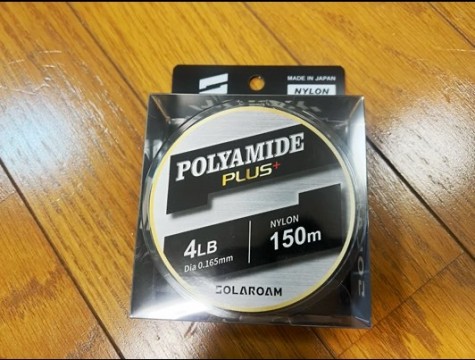 MADE IN JAPAN
NYLON
POLYAMIDE
PLUS+
4LB
Dia 0.165mm
NYLON
150m
SOLAROAM